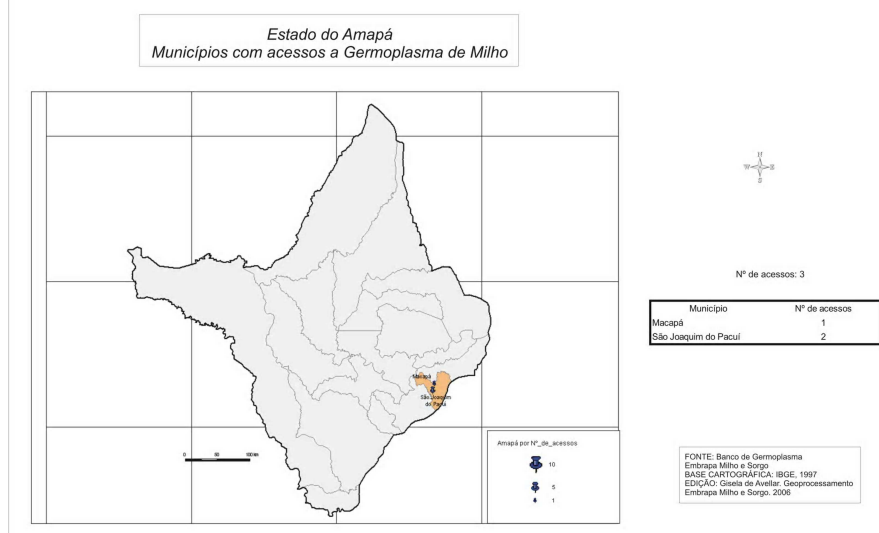 Estado do Amapá
Municípios com acessos a Germoplasma de Milho
N
W E
S
Nº de acessos: 3
Município Nº de acessos
Macapá 1
São Joaquim do Pacuí 2
Macapá
São Joaquim
do Pacuí
0 50 100 km
Amapá por Nº_de_acessos
10
5
1
FONTE: Banco de Germoplasma
Embrapa Milho e Sorgo
BASE CARTOGRÁFICA: IBGE, 1997
EDIÇÃO: Gisela de Avellar. Geoprocessamento
Embrapa Milho e Sorgo. 2006